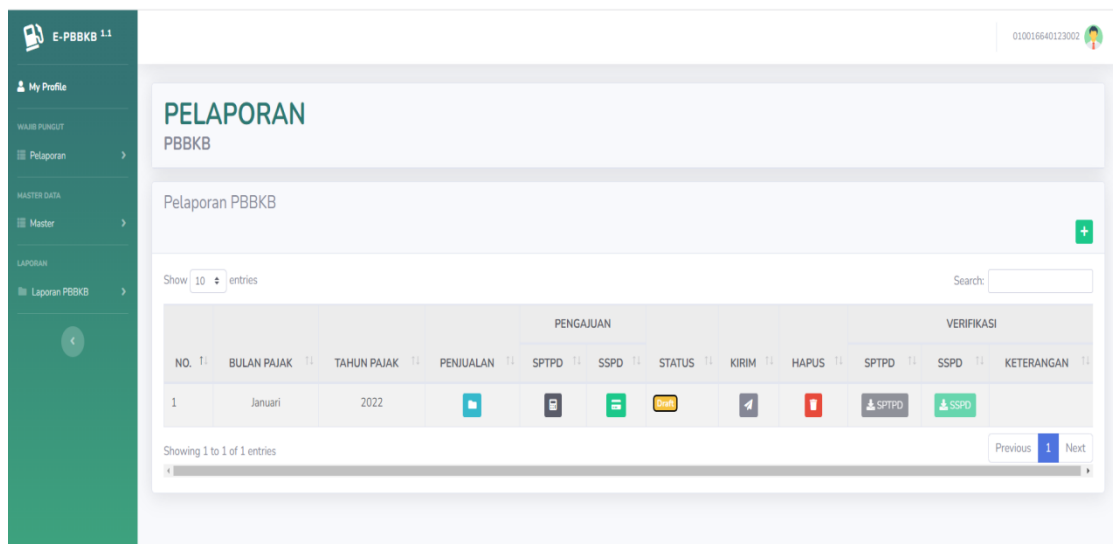 E-PBBKB 1.1
010016640123002
My Profile
WAJIB PUNGUT
Pelaporan
MASTER DATA
Master
LAPORAN
Laporan PBBKB
PELAPORAN
PBBKB
Pelaporan PBBKB
+
Show 10 entries
Search:
PENGAJUAN VERIFIKASI
NO. BULAN PAJAK TAHUN PAJAK PENJUALAN SPTPD SSPD STATUS KIRIM HAPUS SPTPD SSPD KETERANGAN
1 Januari 2022 Draft SPTPD SSPD
Showing 1 to 1 of 1 entries
Previous 1 Next